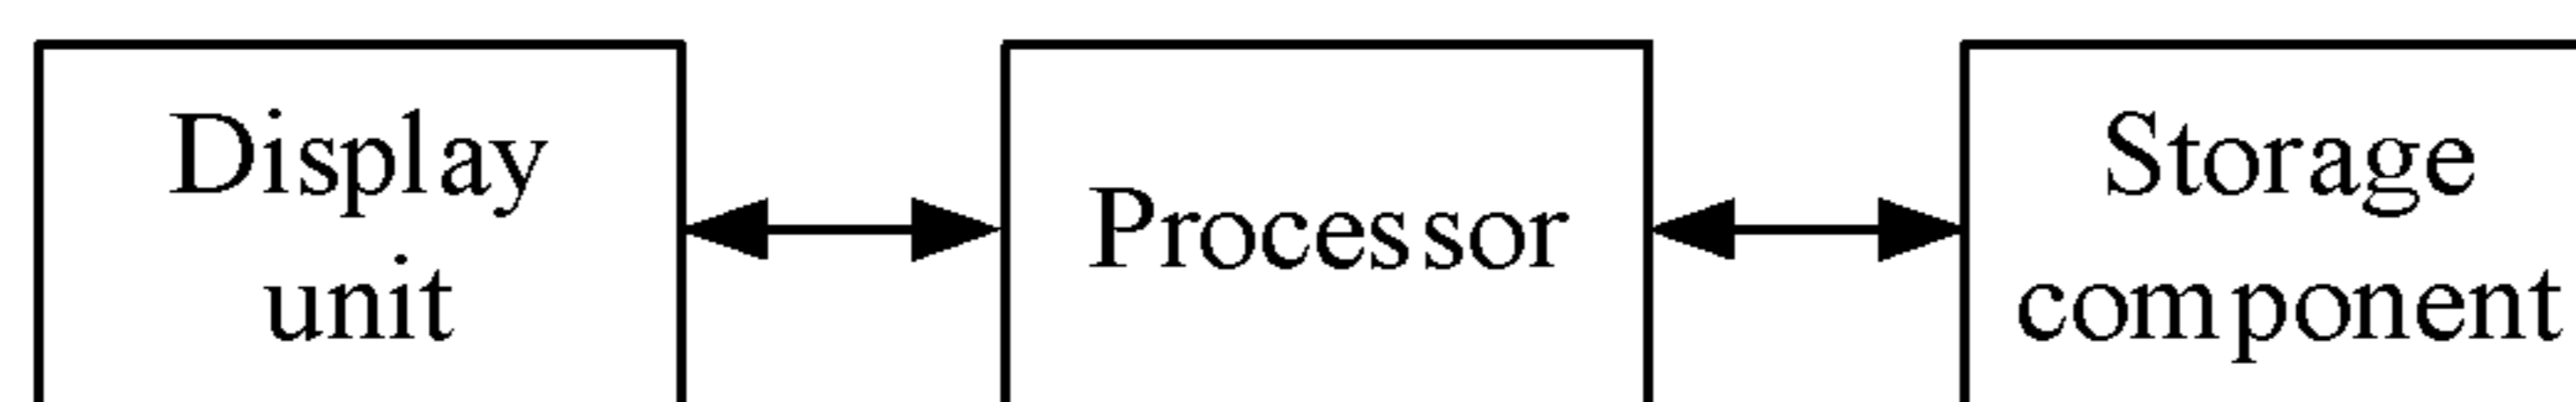 Display
unit
Processor
Storage
component